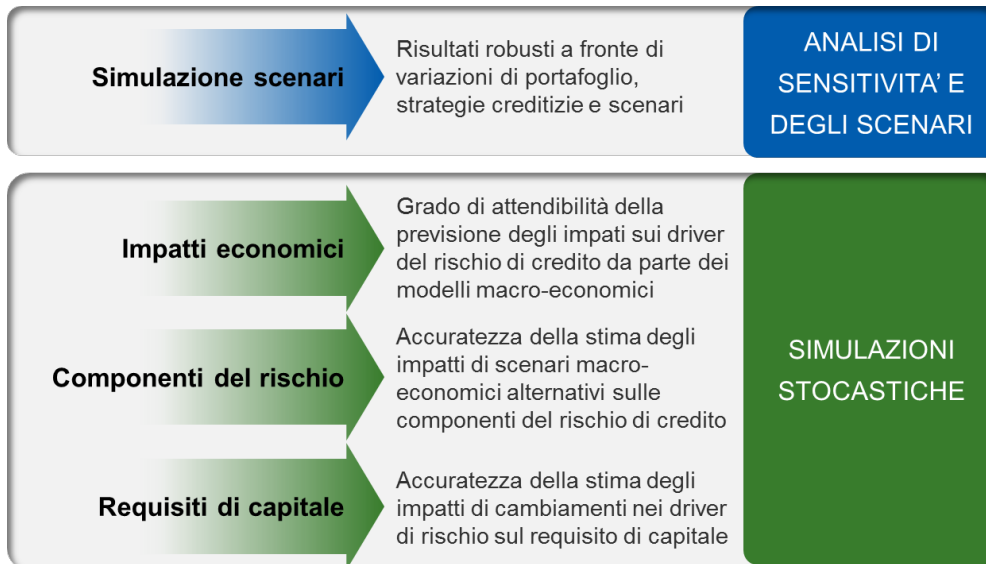 Simulazione scenari
Risultati robusti a fronte di
variazioni di portafoglio,
strategie creditizie e scenari
ANALISI DI
SENSITIVITA’ E
DEGLI SCENARI
Impatti economici
Grado di attendibilità della
previsione degli impati sui driver
del rischio di credito da parte dei
modelli macro-economici
Componenti del rischio
Accuratezza della stima degli
impatti di scenari macro-
economici alternativi sulle
componenti del rischio di credito
Requisiti di capitale
Accuratezza della stima degli
impatti di cambiamenti nei driver
di rischio sul requisito di capitale
SIMULAZIONI
STOCASTICHE